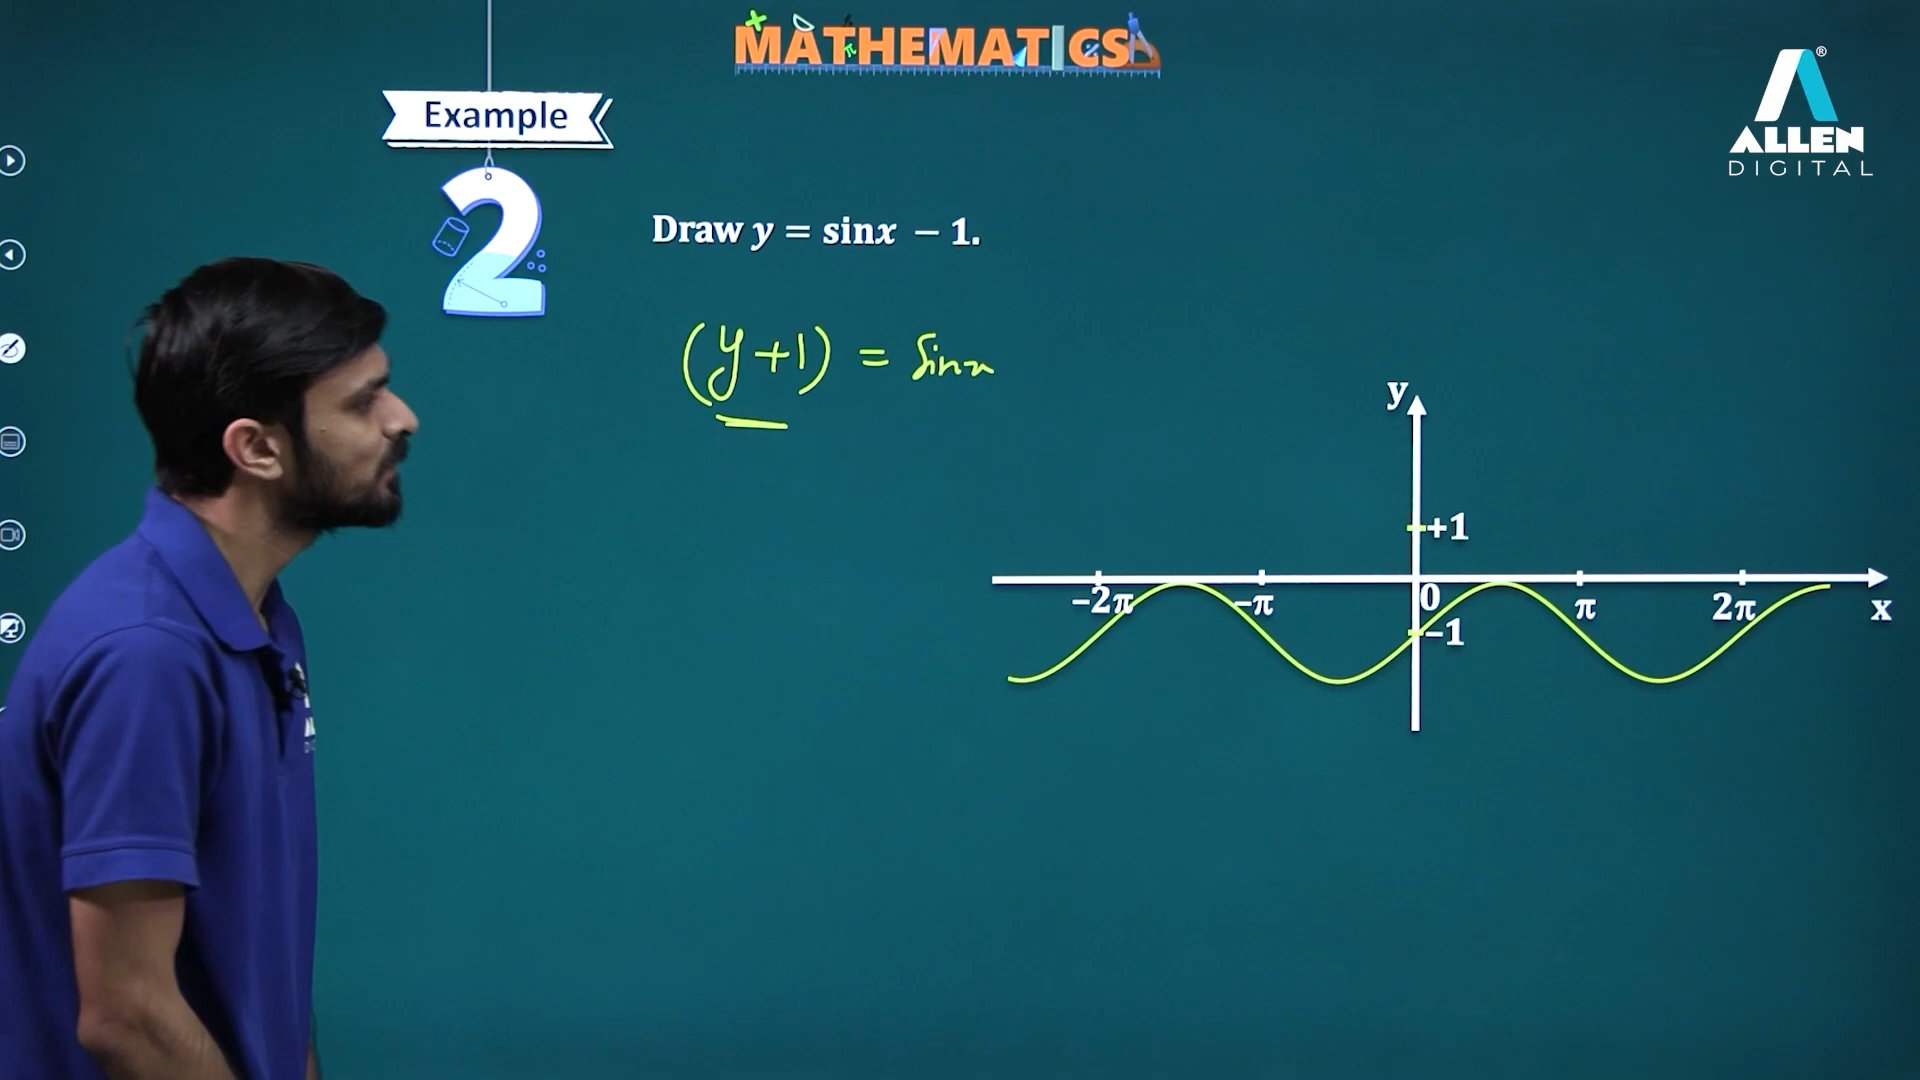 MATHEMATICS
ALLEN
DIGITAL
Example
2
Draw y = sinx − 1.
(y+1) = sinx
y
+1
−2π −π 0 π 2π x
−1